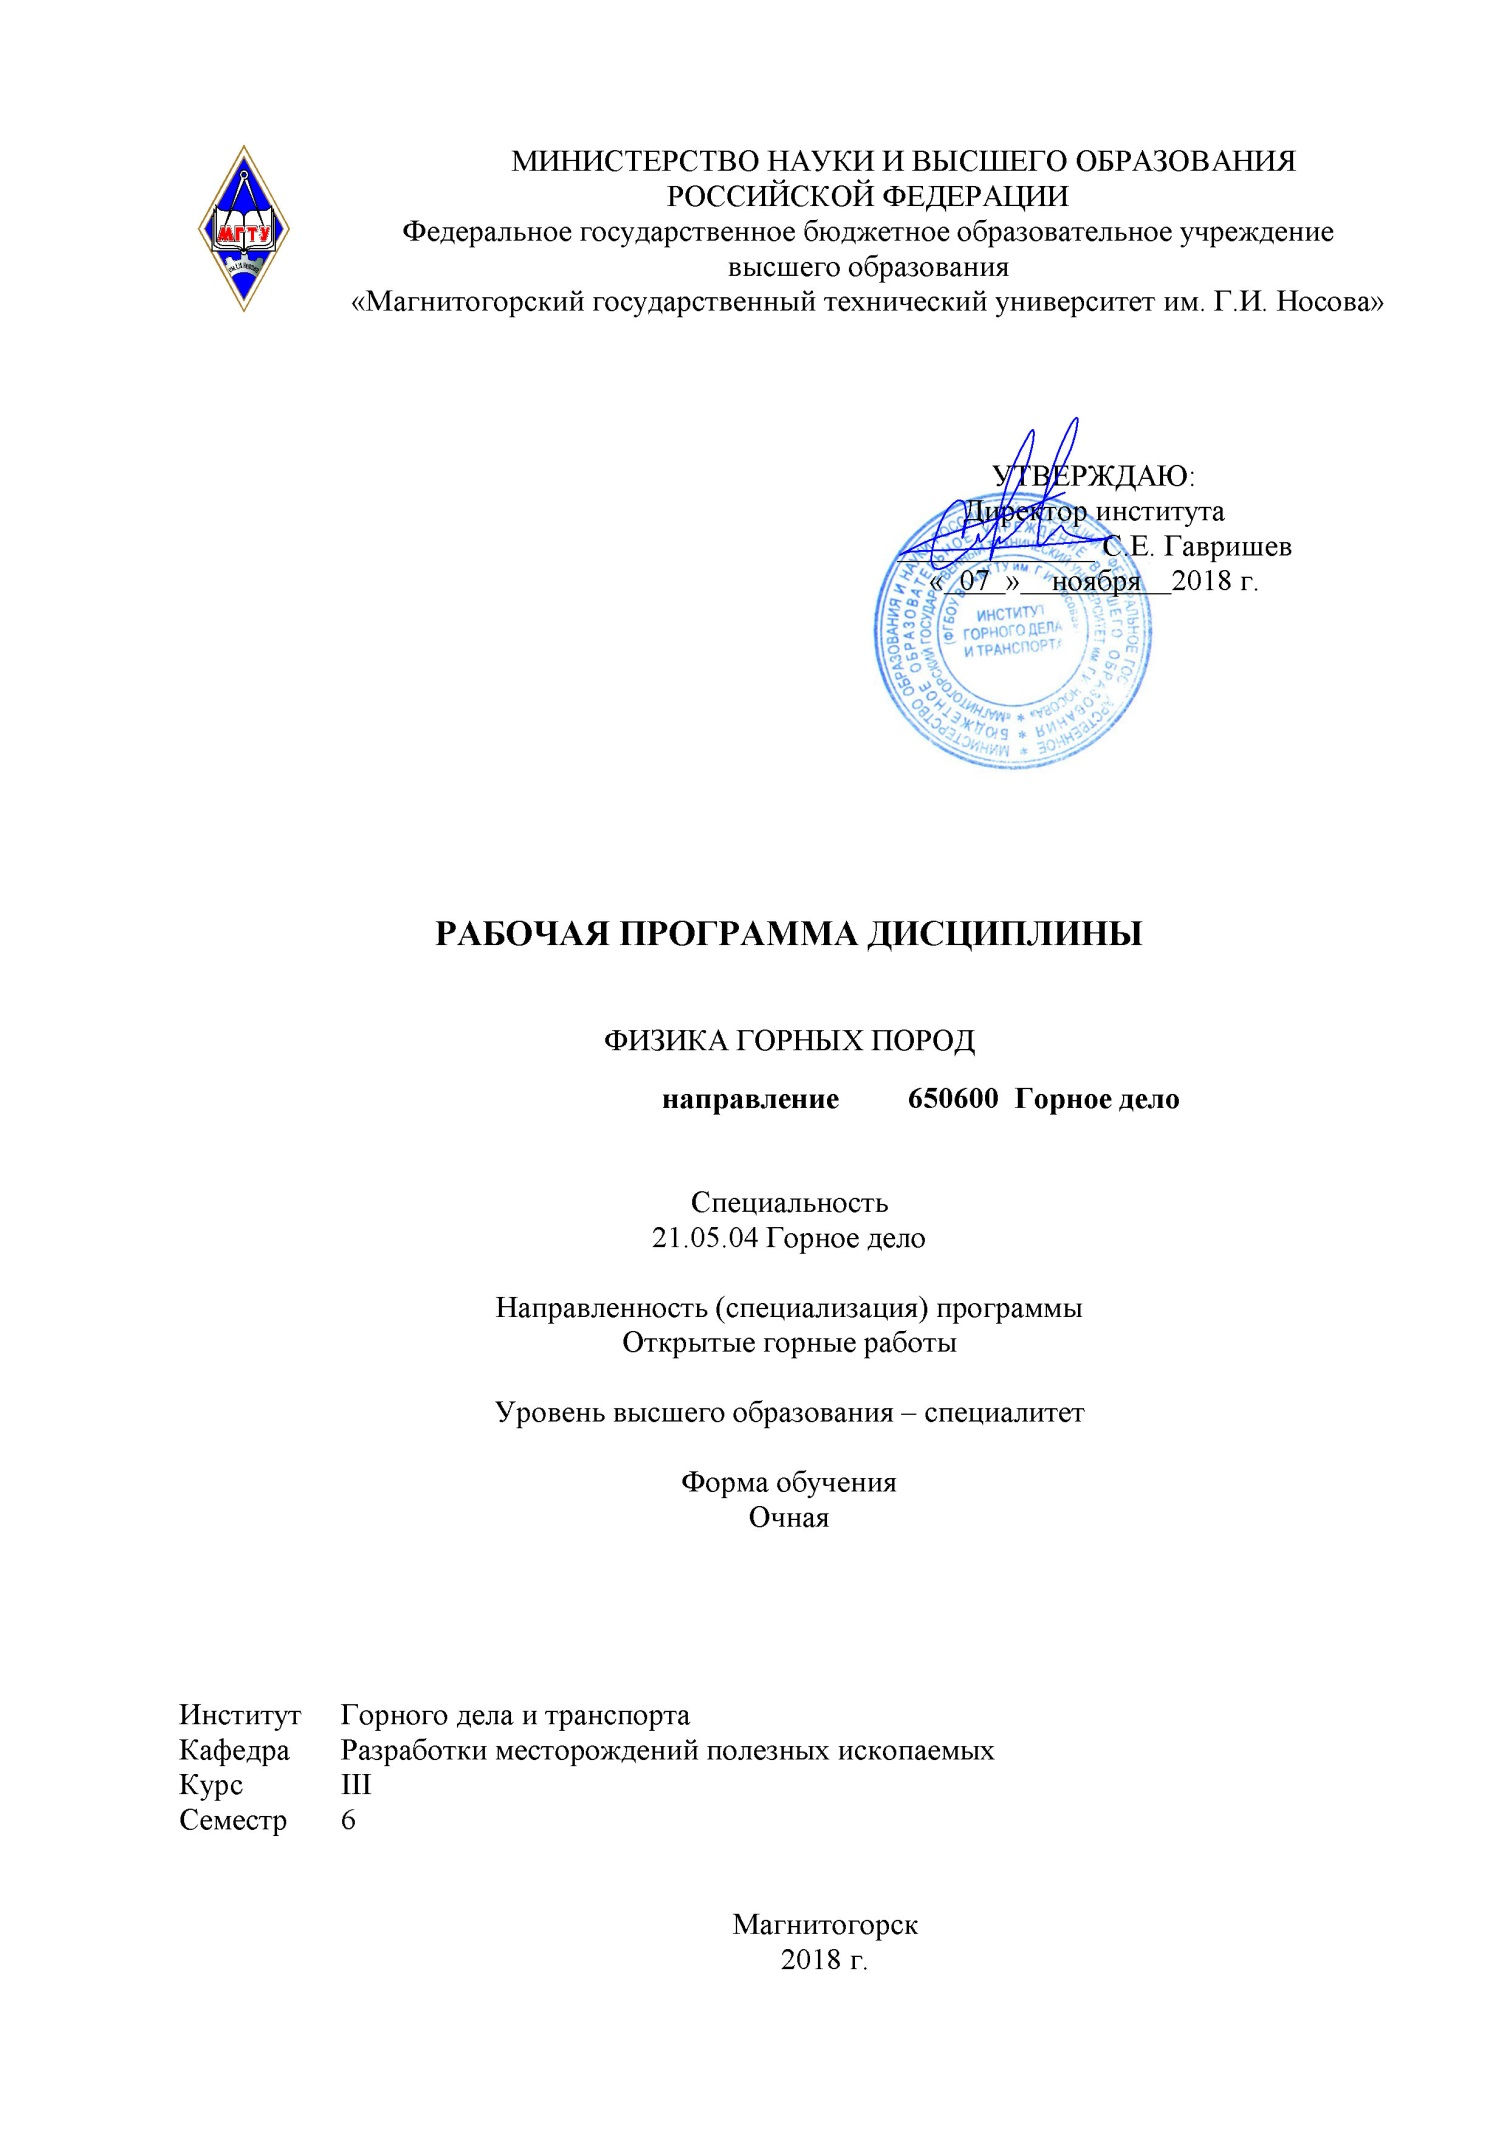 МИНИСТЕРСТВО НАУКИ И ВЫСШЕГО ОБРАЗОВАНИЯ
РОССИЙСКОЙ ФЕДЕРАЦИИ
Федеральное государственное бюджетное образовательное учреждение
высшего образования
«Магнитогорский государственный технический университет им. Г.И. Носова»
МГТУ
УТВЕРЖДАЮ:
Директор института
С.Е. Гавришев
«_07_»__ноября__2018 г.
ИНСТИТУТ
ГОРНОГО ДЕЛА
И ТРАНСПОРТА
РАБОЧАЯ ПРОГРАММА ДИСЦИПЛИНЫ
ФИЗИКА ГОРНЫХ ПОРОД
направление 650600 Горное дело
Специальность
21.05.04 Горное дело
Направленность (специализация) программы
Открытые горные работы
Уровень высшего образования – специалитет
Форма обучения
Очная
Институт Горного дела и транспорта
Кафедра Разработки месторождений полезных ископаемых
Курс III
Семестр 6
Магнитогорск
2018 г.